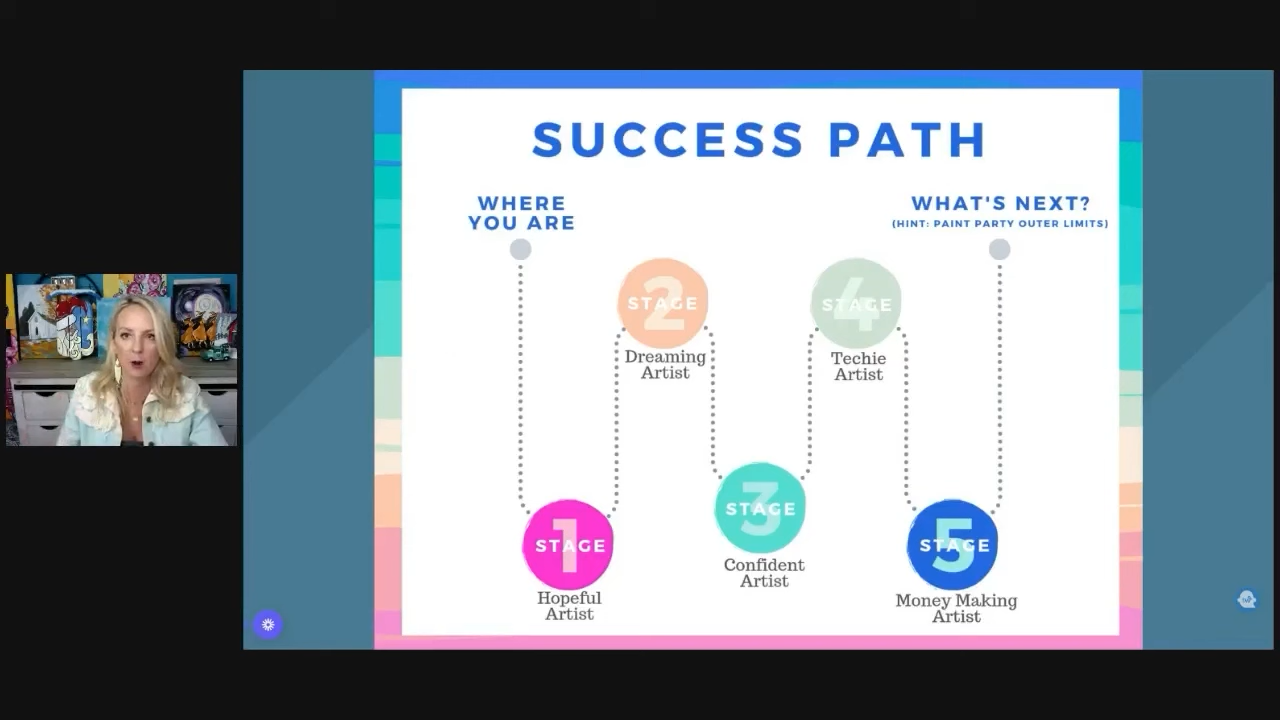 SUCCESS PATH
WHERE
YOU ARE
WHAT'S NEXT?
(HINT: PAINT PARTY OUTER LIMITS)
2
STAGE
Dreaming
Artist
4
STAGE
Techie
Artist
3
STAGE
Confident
Artist
1
STAGE
Hopeful
Artist
5
STAGE
Money Making
Artist